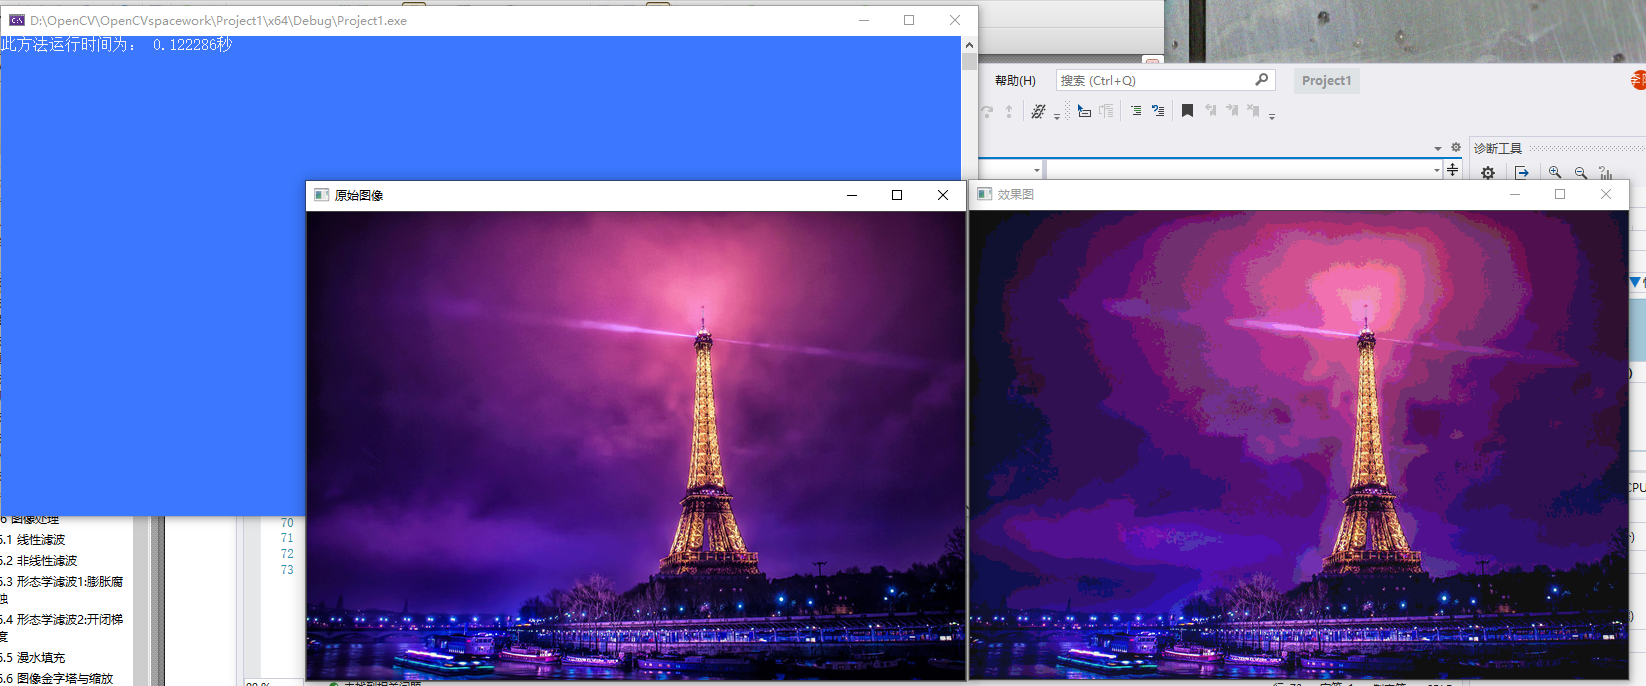 D:\OpenCV\OpenCVspacework\Project1\x64\Debug\Project1.exe
此方法运行时间为： 0.122286秒
帮助(H)
搜索 (Ctrl+Q)
Project1
诊断工具
原始图像
效果图
6 图像处理
6.1 线性滤波
6.2 非线性滤波
6.3 形态学滤波1:膨胀腐
蚀
6.4 形态学滤波2:开闭梯
度
6.5 漫水填充
6.6 图像金字塔与缩放
70
71
72
73
CPU